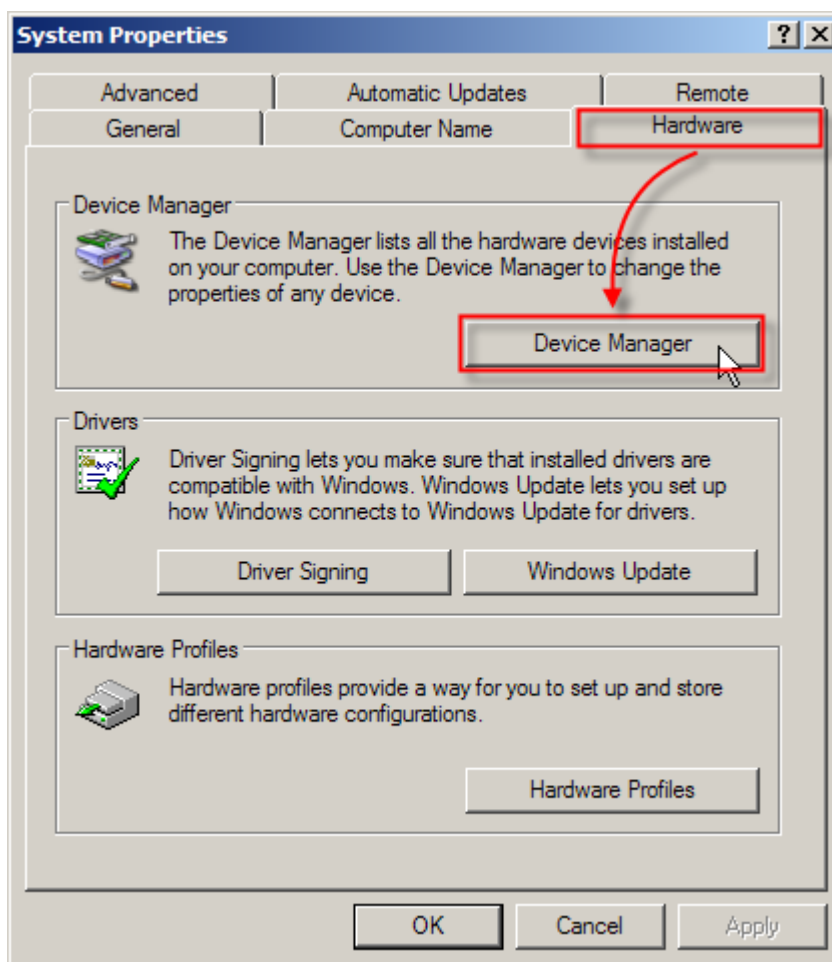 System Properties
Advanced
Automatic Updates
Remote
General
Computer Name
Hardware
Device Manager
The Device Manager lists all the hardware devices installed
on your computer. Use the Device Manager to change the
properties of any device.
Device Manager
Drivers
Driver Signing lets you make sure that installed drivers are
compatible with Windows. Windows Update lets you set up
how Windows connects to Windows Update for drivers.
Driver Signing
Windows Update
Hardware Profiles
Hardware profiles provide a way for you to set up and store
different hardware configurations.
Hardware Profiles
OK
Cancel
Apply